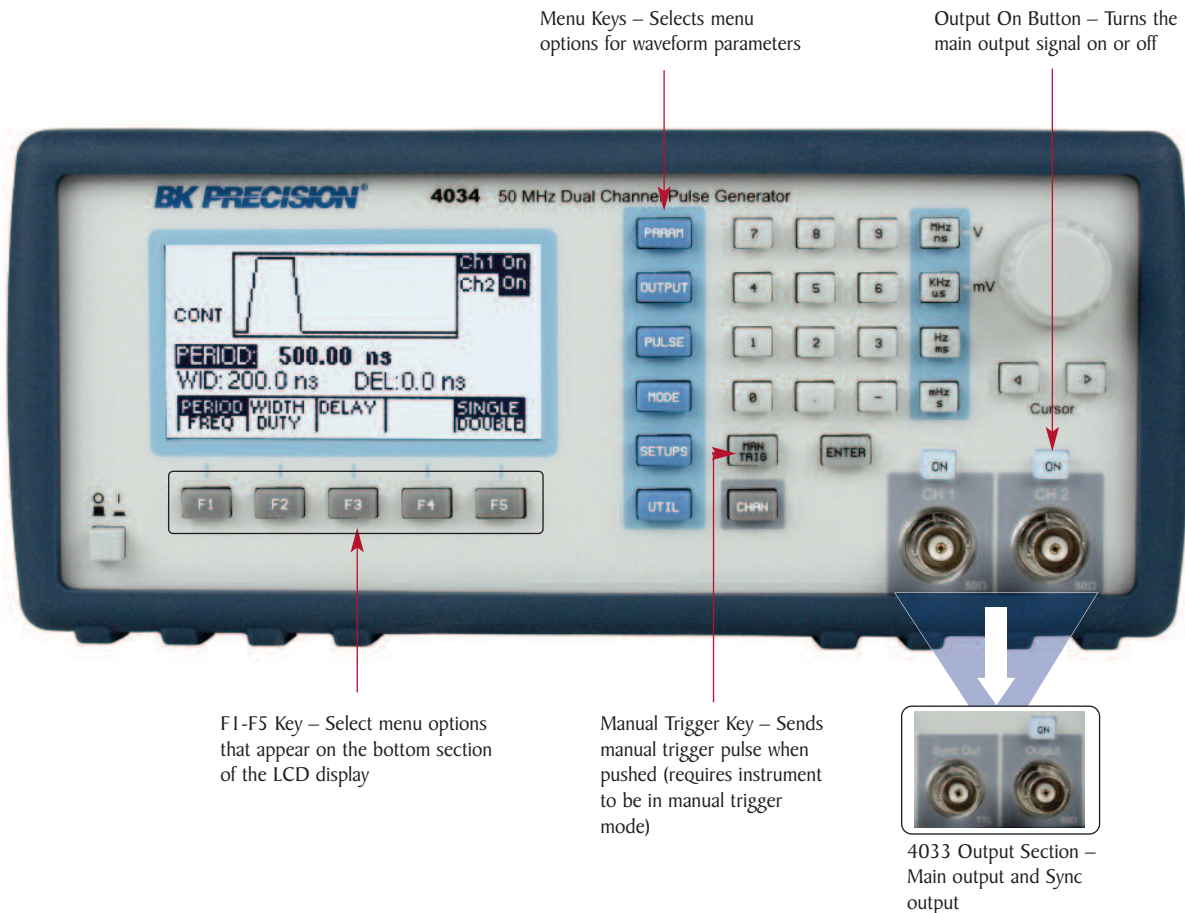 Menu Keys – Selects menu
options for waveform parameters
Output On Button – Turns the
main output signal on or off
BK PRECISION®
4034 50 MHz Dual Channel Pulse Generator
Ch1 On
Ch2 On
CONT
PERIOD: 500.00 ns
WID: 200.0 ns DEL: 0.0 ns
PERIOD WIDTH DELAY SINGLE
FREQ DUTY DOUBLE
F1 F2 F3 F4 F5
O I
PARAM
OUTPUT
PULSE
MODE
SETUPS
UTIL
7 8 9
4 5 6
1 2 3
0 . -
MHz
ns
V
KHz
us
mV
Hz
ms
mHz
s
MAN
TRIG
ENTER
CHAN
Cursor
ON
ON
CH 1
CH 2
50Ω
50Ω
F1-F5 Key – Select menu options
that appear on the bottom section
of the LCD display
Manual Trigger Key – Sends
manual trigger pulse when
pushed (requires instrument
to be in manual trigger
mode)
ON
Sync Out
Output
TTL
50Ω
4033 Output Section –
Main output and Sync
output